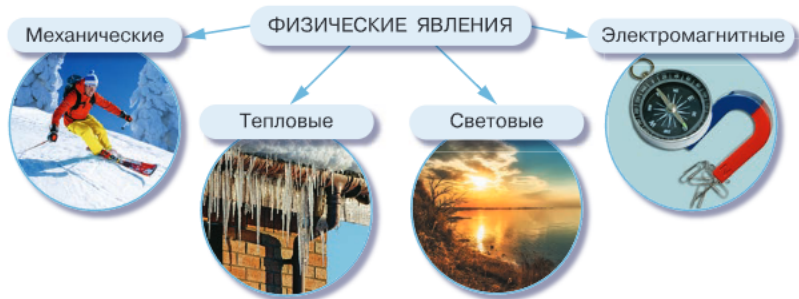 ФИЗИЧЕСКИЕ ЯВЛЕНИЯ
Механические
Электромагнитные
Тепловые
Световые